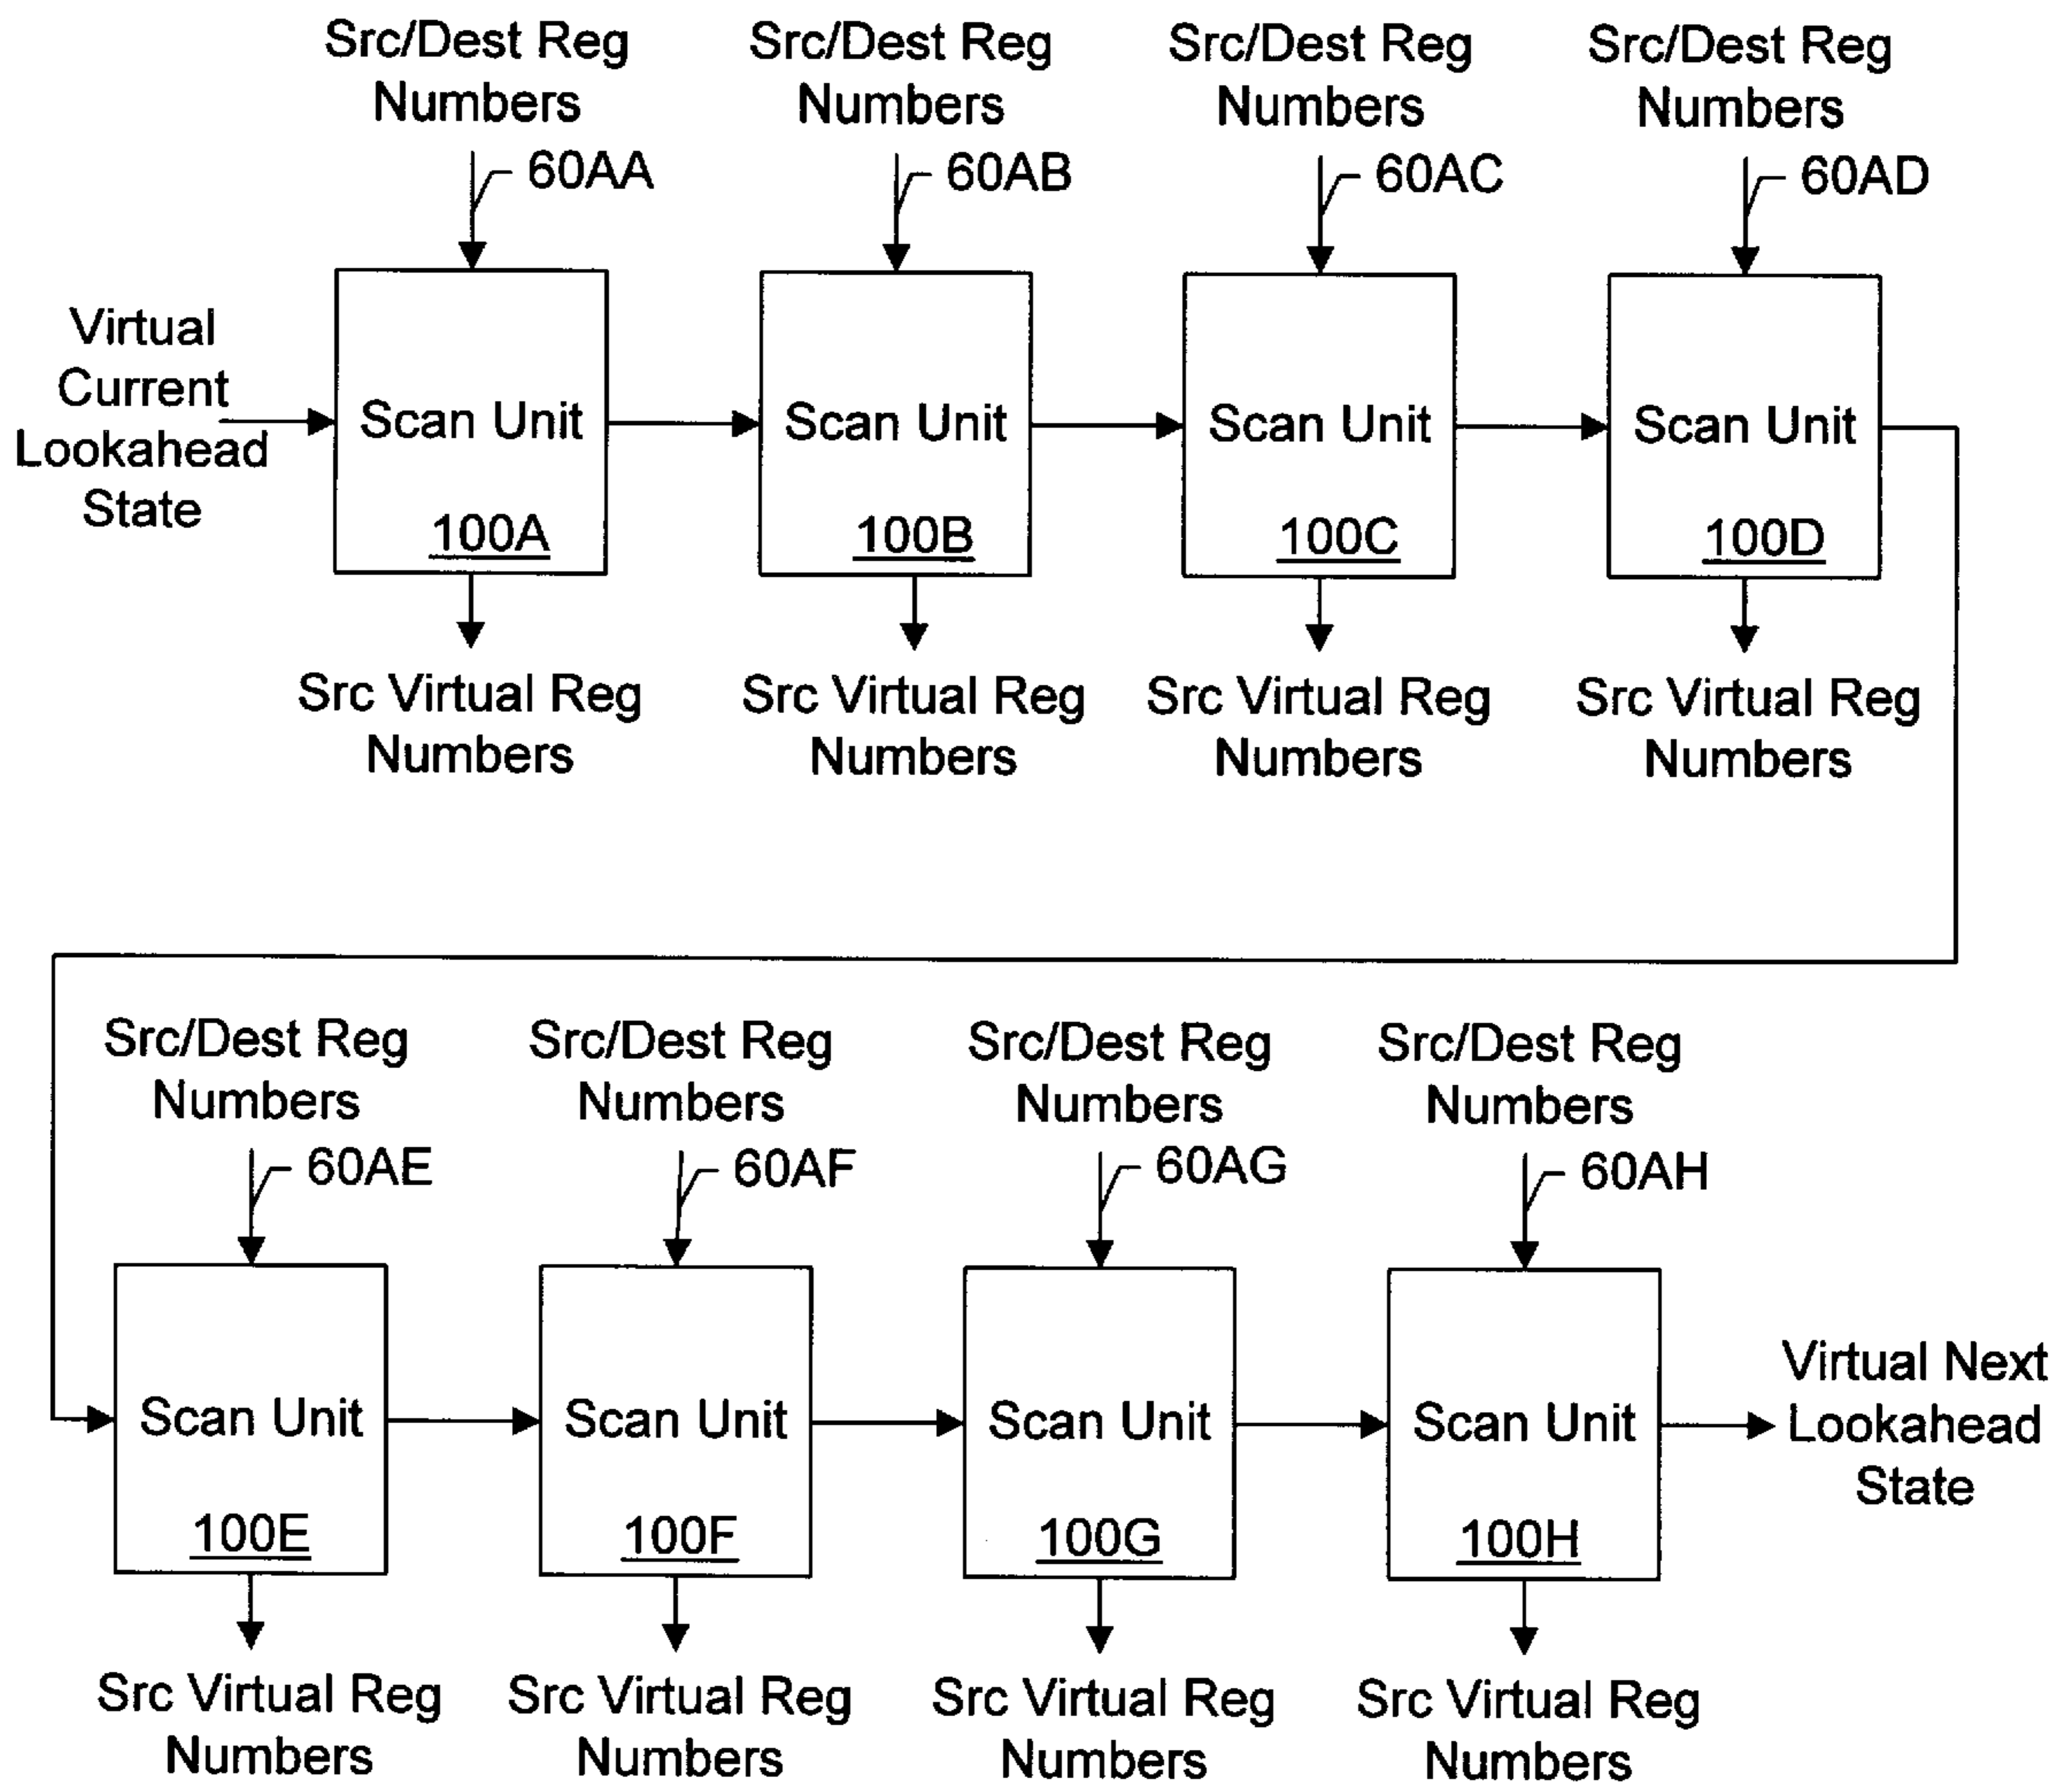 Src/Dest Reg
Numbers
60AA
Src/Dest Reg
Numbers
60AB
Src/Dest Reg
Numbers
60AC
Src/Dest Reg
Numbers
60AD
Virtual
Current
Lookahead
State
Scan Unit
100A
Scan Unit
100B
Scan Unit
100C
Scan Unit
100D
Src Virtual Reg
Numbers
Src Virtual Reg
Numbers
Src Virtual Reg
Numbers
Src Virtual Reg
Numbers
Src/Dest Reg
Numbers
60AE
Src/Dest Reg
Numbers
60AF
Src/Dest Reg
Numbers
60AG
Src/Dest Reg
Numbers
60AH
Scan Unit
100E
Scan Unit
100F
Scan Unit
100G
Scan Unit
100H
Virtual Next
Lookahead
State
Src Virtual Reg
Numbers
Src Virtual Reg
Numbers
Src Virtual Reg
Numbers
Src Virtual Reg
Numbers